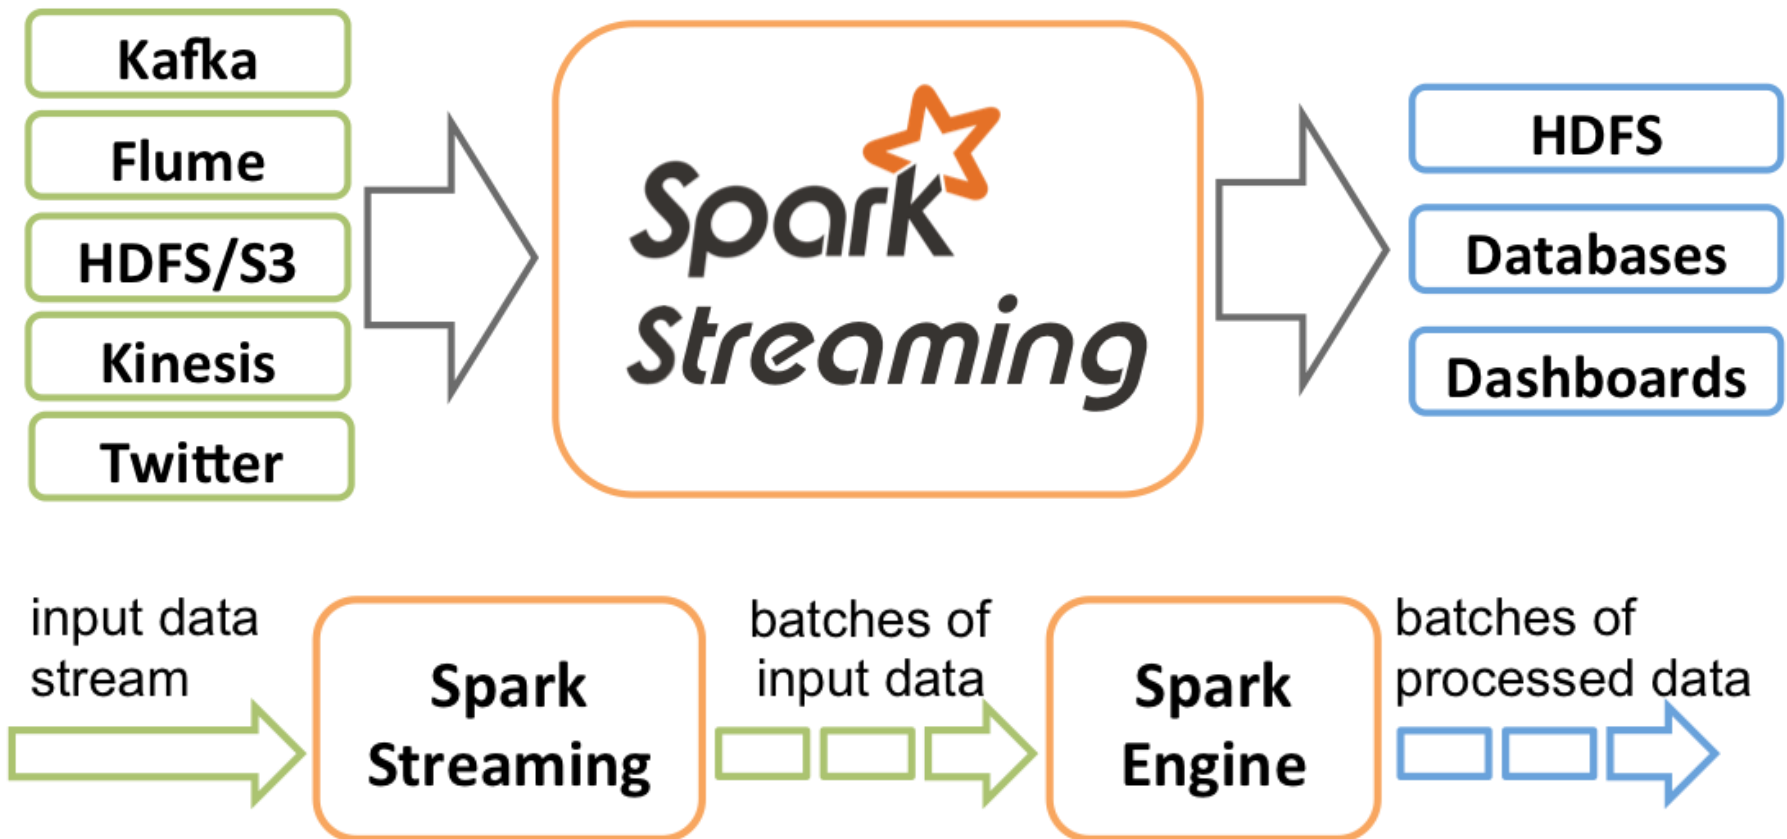 Kafka
Flume
HDFS/S3
Kinesis
Twitter
Spark
Streaming
HDFS
Databases
Dashboards
input data
stream
Spark
Streaming
batches of
input data
Spark
Engine
batches of
processed data